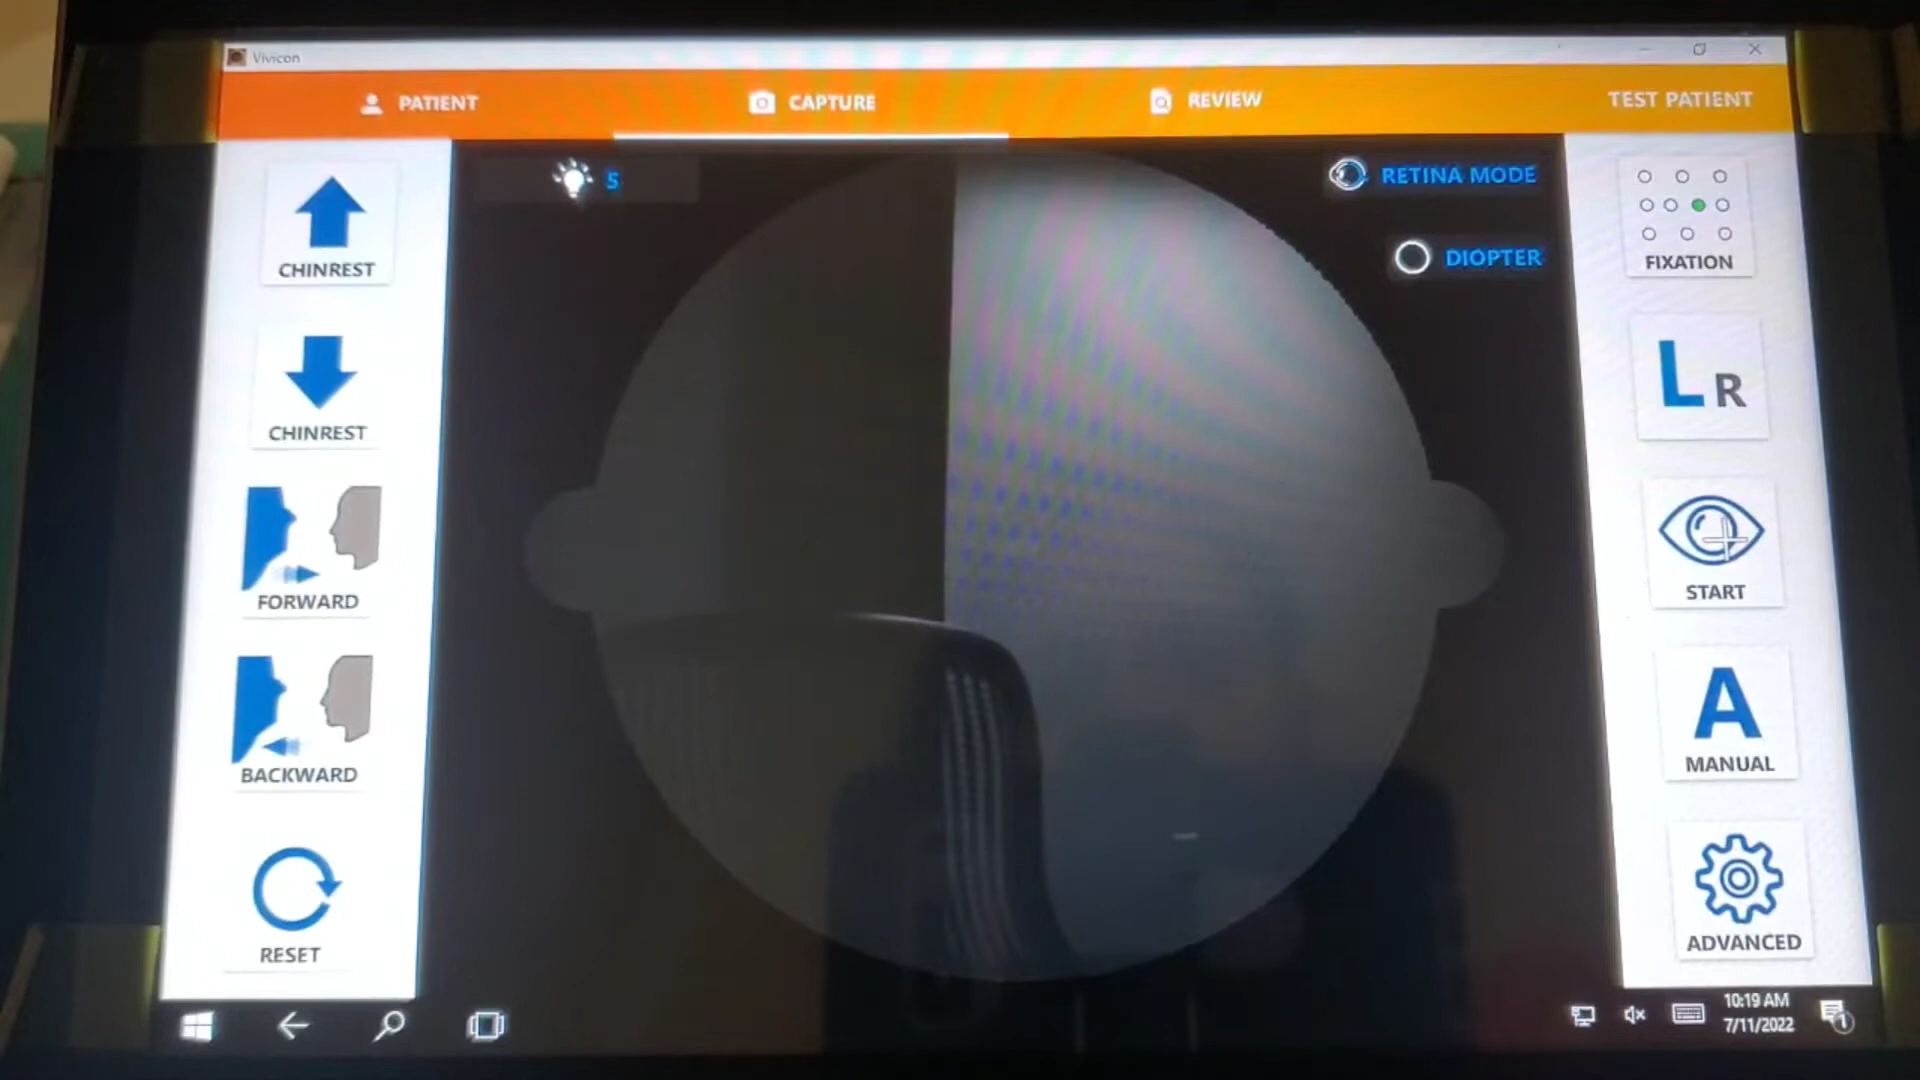 Vivicon
PATIENT
CAPTURE
REVIEW
TEST PATIENT
5
RETINA MODE
DIOPTER
CHINREST
CHINREST
FORWARD
BACKWARD
RESET
FIXATION
L R
START
A
MANUAL
ADVANCED
10:19 AM
7/11/2022
1